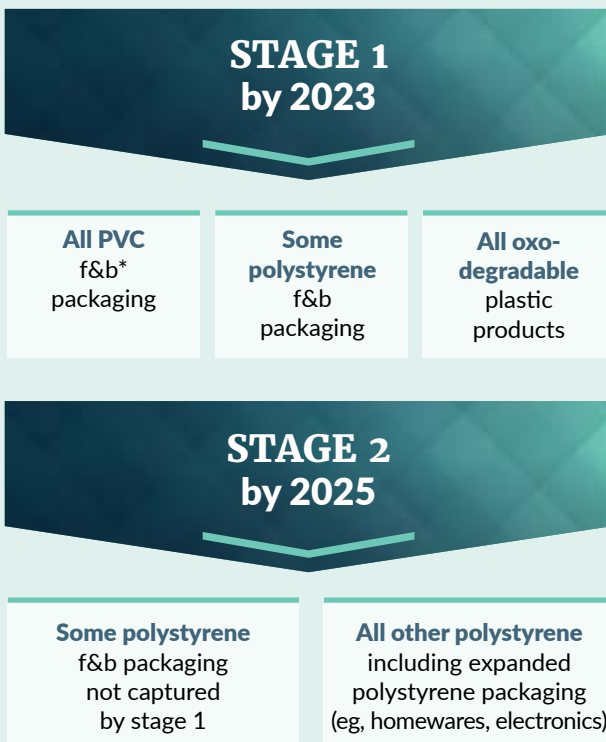 STAGE 1
by 2023
All PVC
f&b*
packaging
Some
polystyrene
f&b
packaging
All oxo-
degradable
plastic
products
STAGE 2
by 2025
Some polystyrene
f&b packaging
not captured
by stage 1
All other polystyrene
including expanded
polystyrene packaging
(eg, homewares, electronics)